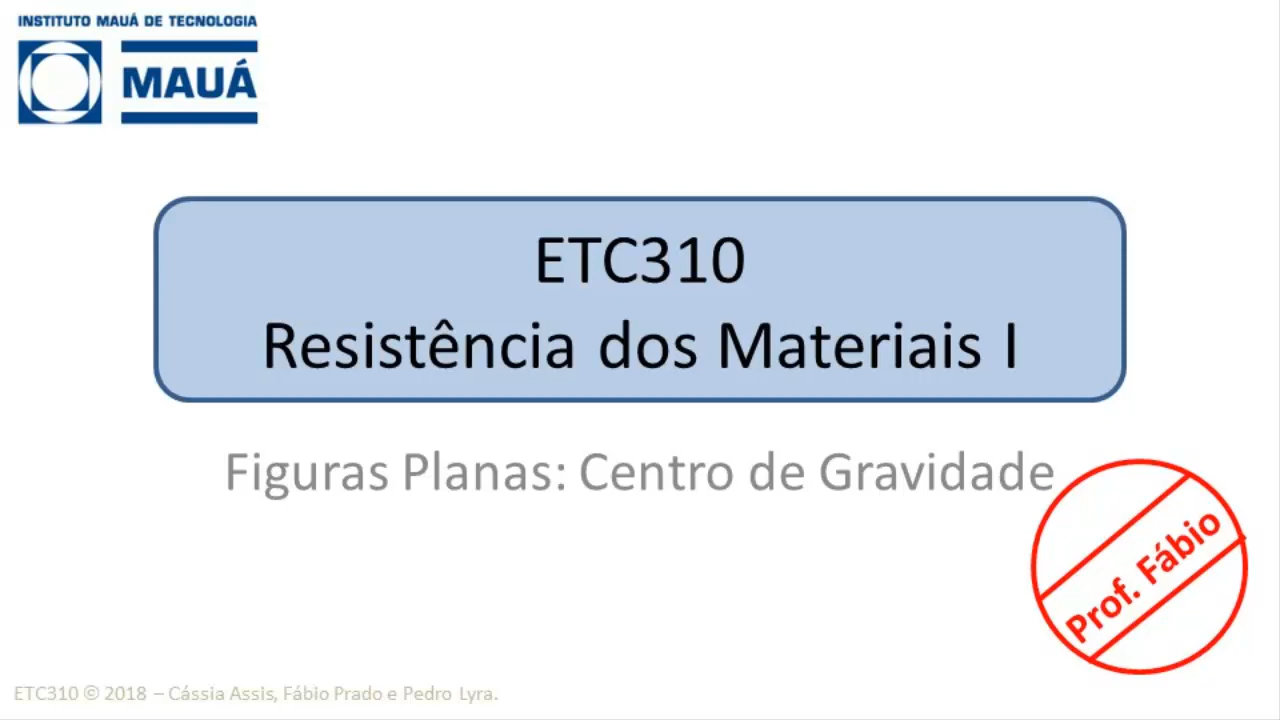 INSTITUTO MAUÁ DE TECNOLOGIA
MAUÁ
ETC310
Resistência dos Materiais I
Figuras Planas: Centro de Gravidade
Prof. Fábio
ETC310 © 2018 – Cássia Assis, Fábio Prado e Pedro Lyra.